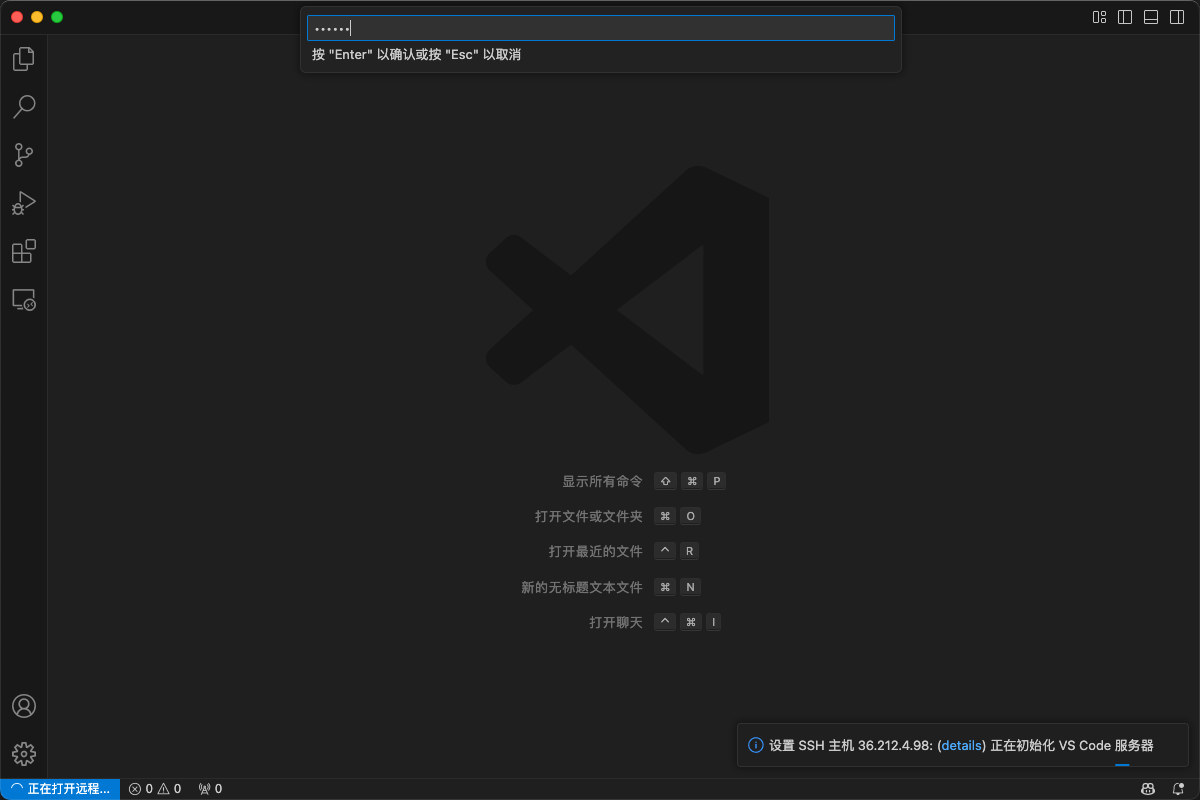 ••••••
按 "Enter" 以确认或按 "Esc" 以取消
显示所有命令 ⇧ ⌘ P
打开文件或文件夹 ⌘ O
打开最近的文件 ^ R
新的无标题文本文件 ⌘ N
打开聊天 ^ ⌘ I
设置 SSH 主机 36.212.4.98: (details) 正在初始化 VS Code 服务器
正在打开远程... 0 0 0